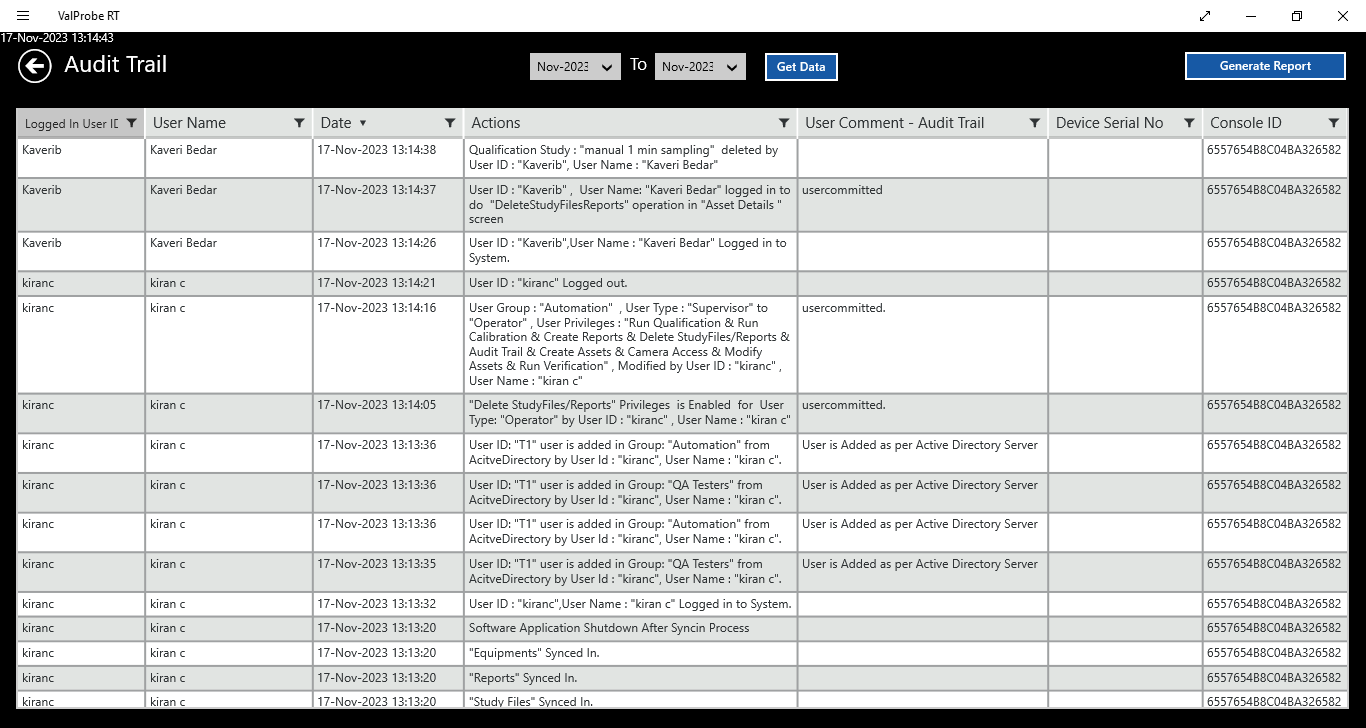 ValProbe RT
17-Nov-2023 13:14:43
Audit Trail
Nov-2023 To Nov-2023 Get Data Generate Report
Logged In User ID User Name Date Actions User Comment - Audit Trail Device Serial No Console ID
Kaverib Kaveri Bedar 17-Nov-2023 13:14:38 Qualification Study : "manual 1 min sampling"  deleted by 6557654B8C04BA326582
User ID : "Kaverib", User Name : "Kaveri Bedar"
Kaverib Kaveri Bedar 17-Nov-2023 13:14:37 User ID : "Kaverib" ,  User Name: "Kaveri Bedar" logged in to usercommitted 6557654B8C04BA326582
do  "DeleteStudyFilesReports" operation in "Asset Details "
screen
Kaverib Kaveri Bedar 17-Nov-2023 13:14:26 User ID : "Kaverib",User Name : "Kaveri Bedar" Logged in to 6557654B8C04BA326582
System.
kiranc kiran c 17-Nov-2023 13:14:21 User ID : "kiranc" Logged out. 6557654B8C04BA326582
kiranc kiran c 17-Nov-2023 13:14:16 User Group : "Automation"  , User Type : "Supervisor" to usercommitted. 6557654B8C04BA326582
"Operator" , User Privileges : "Run Qualification & Run
Calibration & Create Reports & Delete StudyFiles/Reports &
Audit Trail & Create Assets & Camera Access & Modify
Assets & Run Verification" , Modified by User ID : "kiranc" ,
User Name : "kiran c"
kiranc kiran c 17-Nov-2023 13:14:05 "Delete StudyFiles/Reports" Privileges  is Enabled  for  User usercommitted. 6557654B8C04BA326582
Type: "Operator" by User ID : "kiranc" , User Name : "kiran c"
kiranc kiran c 17-Nov-2023 13:13:36 User ID: "T1" user is added in Group: "Automation" from User is Added as per Active Directory Server 6557654B8C04BA326582
AcitveDirectory by User Id : "kiranc", User Name : "kiran c".
kiranc kiran c 17-Nov-2023 13:13:36 User ID: "T1" user is added in Group: "QA Testers" from User is Added as per Active Directory Server 6557654B8C04BA326582
AcitveDirectory by User Id : "kiranc", User Name : "kiran c".
kiranc kiran c 17-Nov-2023 13:13:36 User ID: "T1" user is added in Group: "Automation" from User is Added as per Active Directory Server 6557654B8C04BA326582
AcitveDirectory by User Id : "kiranc", User Name : "kiran c".
kiranc kiran c 17-Nov-2023 13:13:35 User ID: "T1" user is added in Group: "QA Testers" from User is Added as per Active Directory Server 6557654B8C04BA326582
AcitveDirectory by User Id : "kiranc", User Name : "kiran c".
kiranc kiran c 17-Nov-2023 13:13:32 User ID : "kiranc",User Name : "kiran c" Logged in to System. 6557654B8C04BA326582
kiranc kiran c 17-Nov-2023 13:13:20 Software Application Shutdown After Syncin Process 6557654B8C04BA326582
kiranc kiran c 17-Nov-2023 13:13:20 "Equipments" Synced In. 6557654B8C04BA326582
kiranc kiran c 17-Nov-2023 13:13:20 "Reports" Synced In. 6557654B8C04BA326582
kiranc kiran c 17-Nov-2023 13:13:20 "Study Files" Synced In. 6557654B8C04BA326582